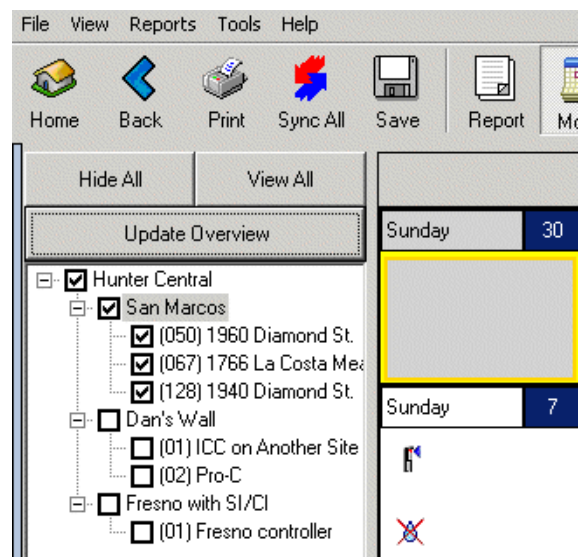 File View Reports Tools Help
Home Back Print Sync All Save Report
Hide All View All
Update Overview
Sunday 30
Hunter Central
San Marcos
(050) 1960 Diamond St.
(067) 1766 La Costa
(128) 1940 Diamond St.
Sunday 7
Dan's Wall
(01) ICC on Another Site
(02) Pro-C
Fresno with SI/CI
(01) Fresno controller